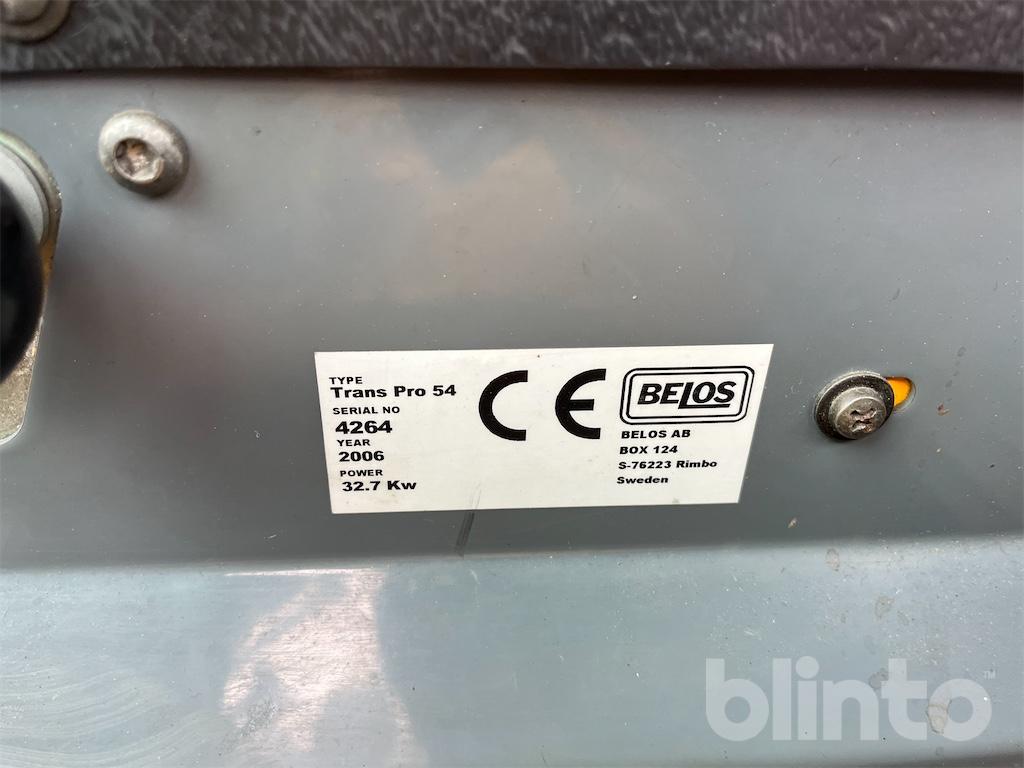 TYPE
Trans Pro 54
SERIAL NO
4264
YEAR
2006
POWER
32.7 Kw
CE
BELOS
BELOS AB
BOX 124
S-76223 Rimbo
Sweden
blinto™